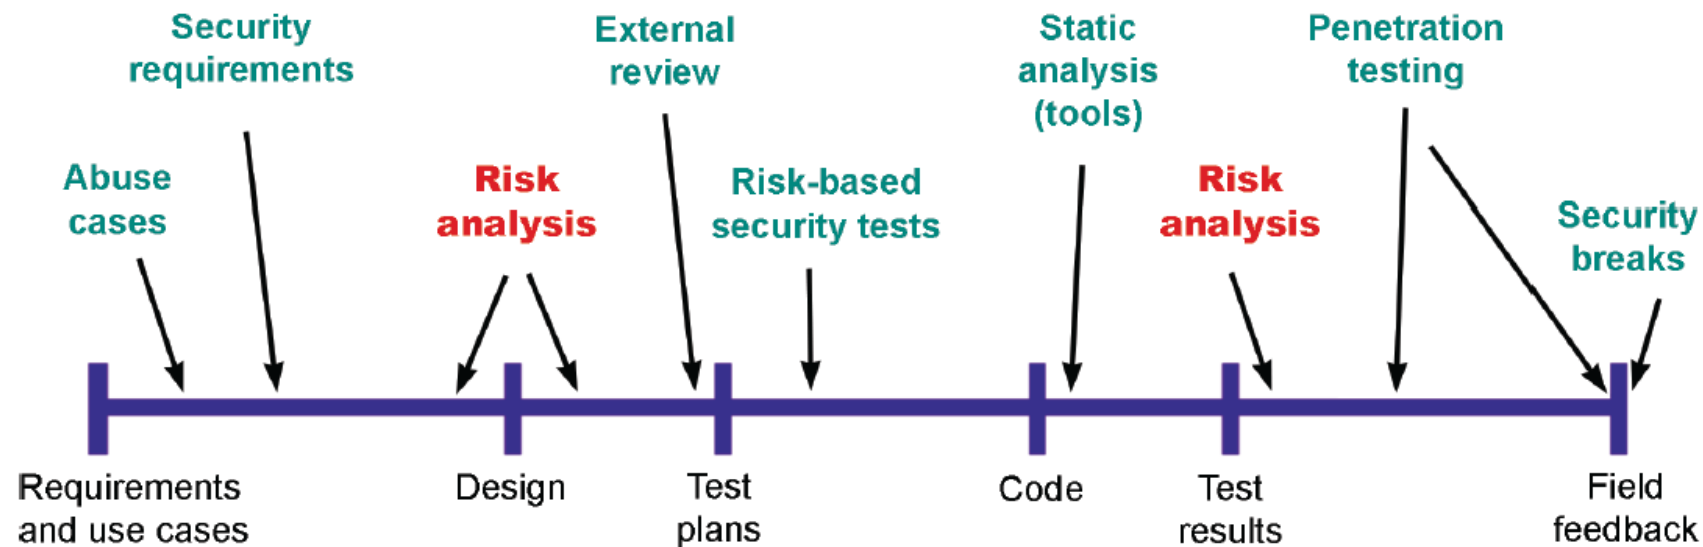 Security
requirements
External
review
Static
analysis
(tools)
Penetration
testing
Abuse
cases
Risk
analysis
Risk-based
security tests
Risk
analysis
Security
breaks
Requirements
and use cases
Design
Test
plans
Code
Test
results
Field
feedback